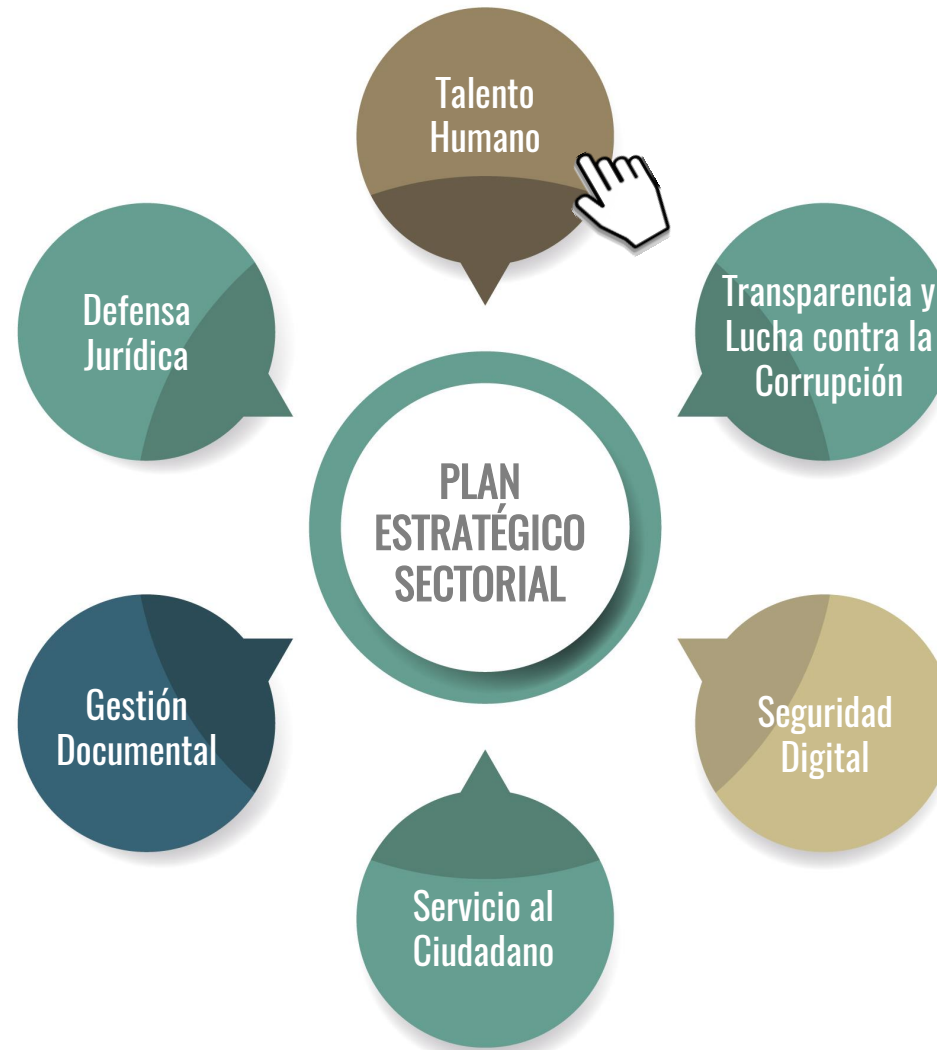 Talento
Humano
Defensa
Jurídica
Transparencia y
Lucha contra la
Corrupción
PLAN
ESTRATÉGICO
SECTORIAL
Gestión
Documental
Seguridad
Digital
Servicio al
Ciudadano